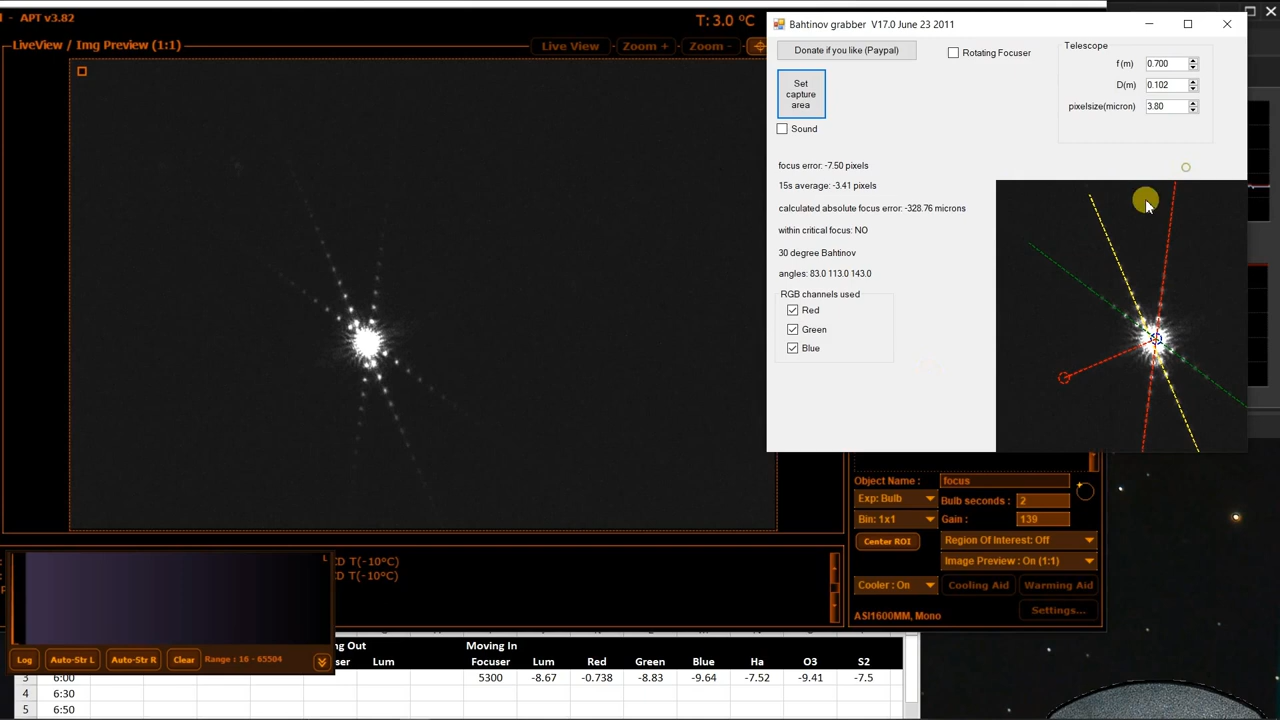 - APT v3.82
T: 3.0 °C
LiveView / Img Preview (1:1)
Live View
Zoom +
Zoom -
Bahtinov grabber V17.0 June 23 2011
Donate if you like (Paypal)
Rotating Focuser
Telescope
f(m) 0.700
D(m) 0.102
pixelsize(micron) 3.80
Set
capture
area
Sound
focus error: -7.50 pixels
15s average: -3.41 pixels
calculated absolute focus error: -328.76 microns
within critical focus: NO
30 degree Bahtinov
angles: 83.0 113.0 143.0
RGB channels used
Red
Green
Blue
Object Name : focus
Exp: Bulb Bulb seconds : 2
Bin: 1x1 Gain : 139
Center ROI Region Of Interest: Off
Image Preview : On (1:1)
Cooler : On Cooling Aid Warming Aid
ASI1600MM, Mono Settings...
CD T(-10°C)
CD T(-10°C)
L
Log Auto-Str L Auto-Str R Clear Range : 16 - 65504
ng Out Moving In
user Lum Focuser Lum Red Green Blue Ha O3 S2
3 6:00 5300 -8.67 -0.738 -8.83 -9.64 -7.52 -9.41 -7.5
4 6:30
5 6:50